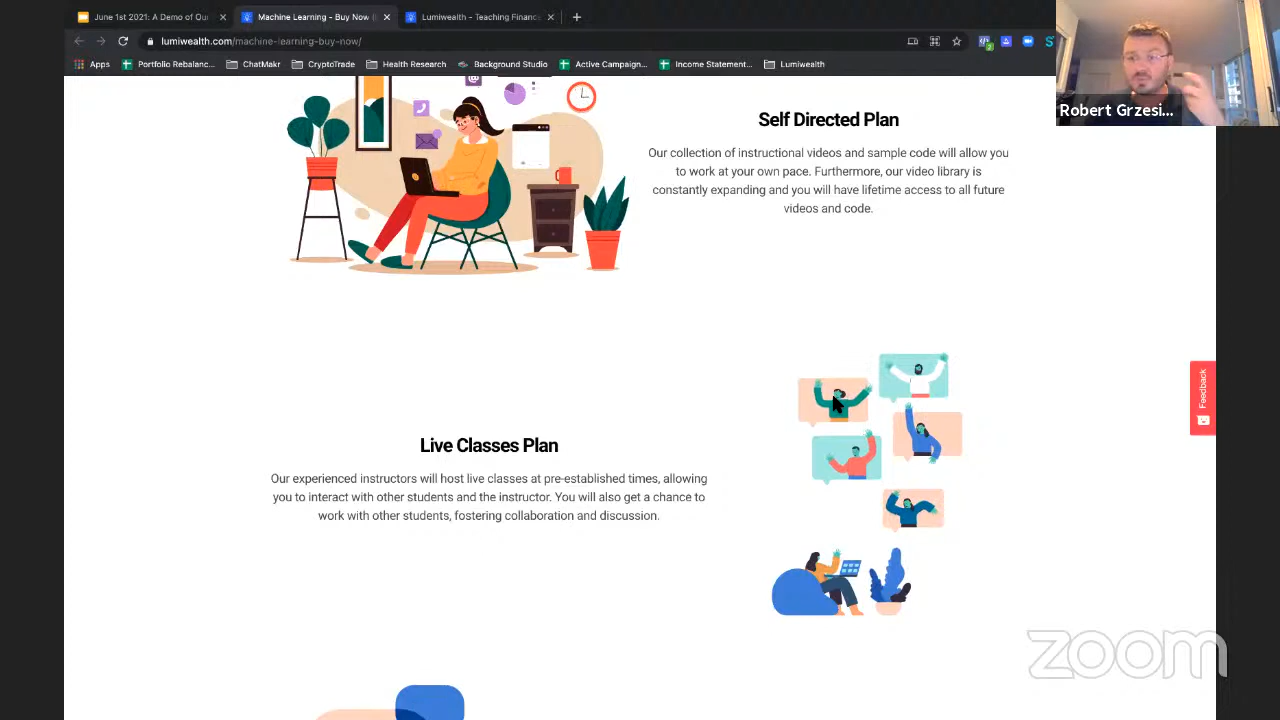 June 1st 2021: A Demo of Our
Machine Learning - Buy Now (
Lumiwealth - Teaching Finance
lumiwealth.com/machine-learning-buy-now/
Apps
Portfolio Rebalanc...
ChatMakr
CryptoTrade
Health Research
Background Studio
Active Campaign...
Income Statement...
Lumiwealth
Robert Grzesi...
Self Directed Plan
Our collection of instructional videos and sample code will allow you
to work at your own pace. Furthermore, our video library is
constantly expanding and you will have lifetime access to all future
videos and code.
Feedback
Live Classes Plan
Our experienced instructors will host live classes at pre-established times, allowing
you to interact with other students and the instructor. You will also get a chance to
work with other students, fostering collaboration and discussion.
zoom